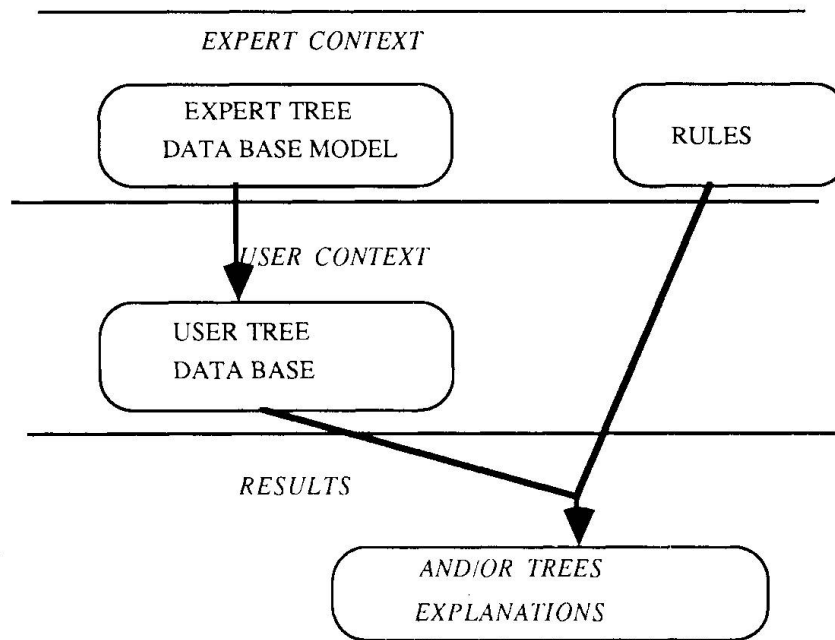 EXPERT CONTEXT
EXPERT TREE
DATA BASE MODEL
RULES
USER CONTEXT
USER TREE
DATA BASE
RESULTS
AND/OR TREES
EXPLANATIONS